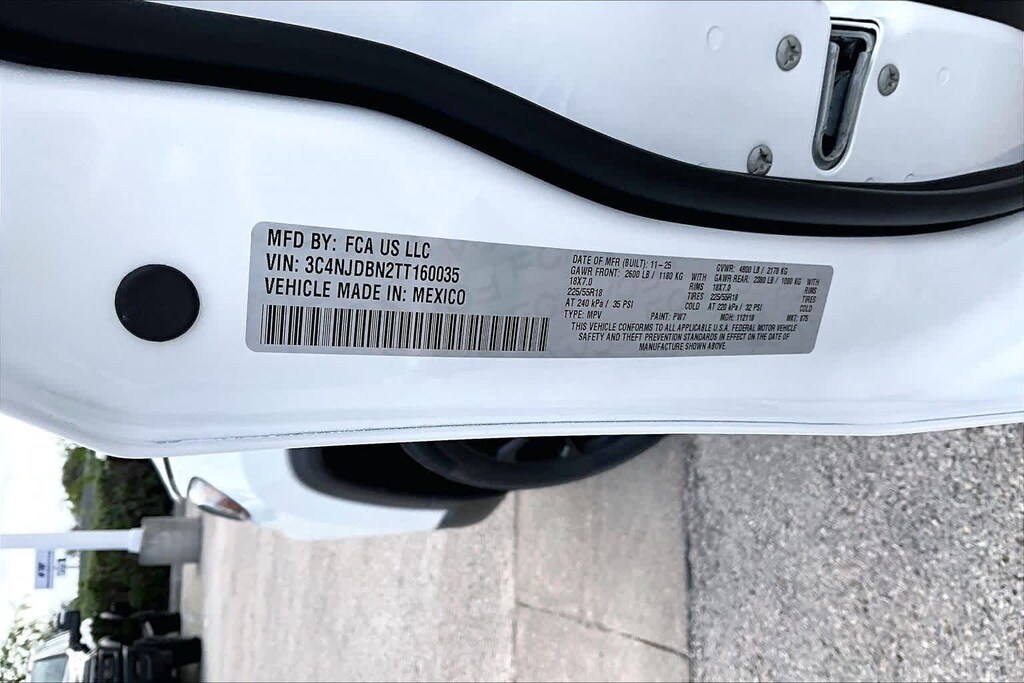 MFD BY: FCA US LLC
VIN: 3C4NJDBN2TT160035
VEHICLE MADE IN: MEXICO
DATE OF MFR (BUILT): 11-25
GVWR: 4800 LB / 2178 KG
GAWR FRONT: 2600 LB / 1180 KG WITH
18X7.0 RIMS
225/55R18 TIRES
AT 240 kPa / 35 PSI COLD
GAWR REAR: 2380 LB / 1080 KG WITH
18X7.0 RIMS
225/55R18 TIRES
AT 220 kPa / 32 PSI COLD
TYPE: MPV PAINT: PW7 MDH: 112118 MKT: 875
THIS VEHICLE CONFORMS TO ALL APPLICABLE U.S.A. FEDERAL MOTOR VEHICLE
SAFETY AND THEFT PREVENTION STANDARDS IN EFFECT ON THE DATE OF
MANUFACTURE SHOWN ABOVE.